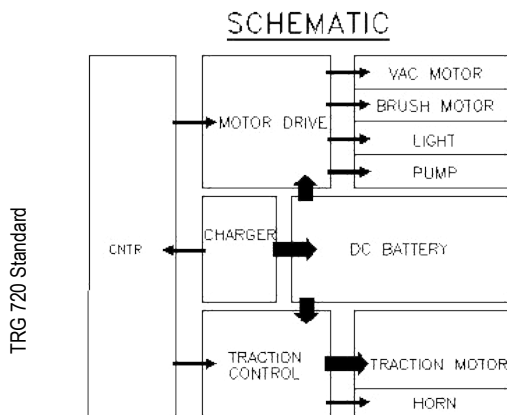 SCHEMATIC
VAC MOTOR
BRUSH MOTOR
MOTOR DRIVE
LIGHT
PUMP
TRG 720 Standard
CNTR
CHARGER
DC BATTERY
TRACTION
CONTROL
TRACTION MOTOR
HORN